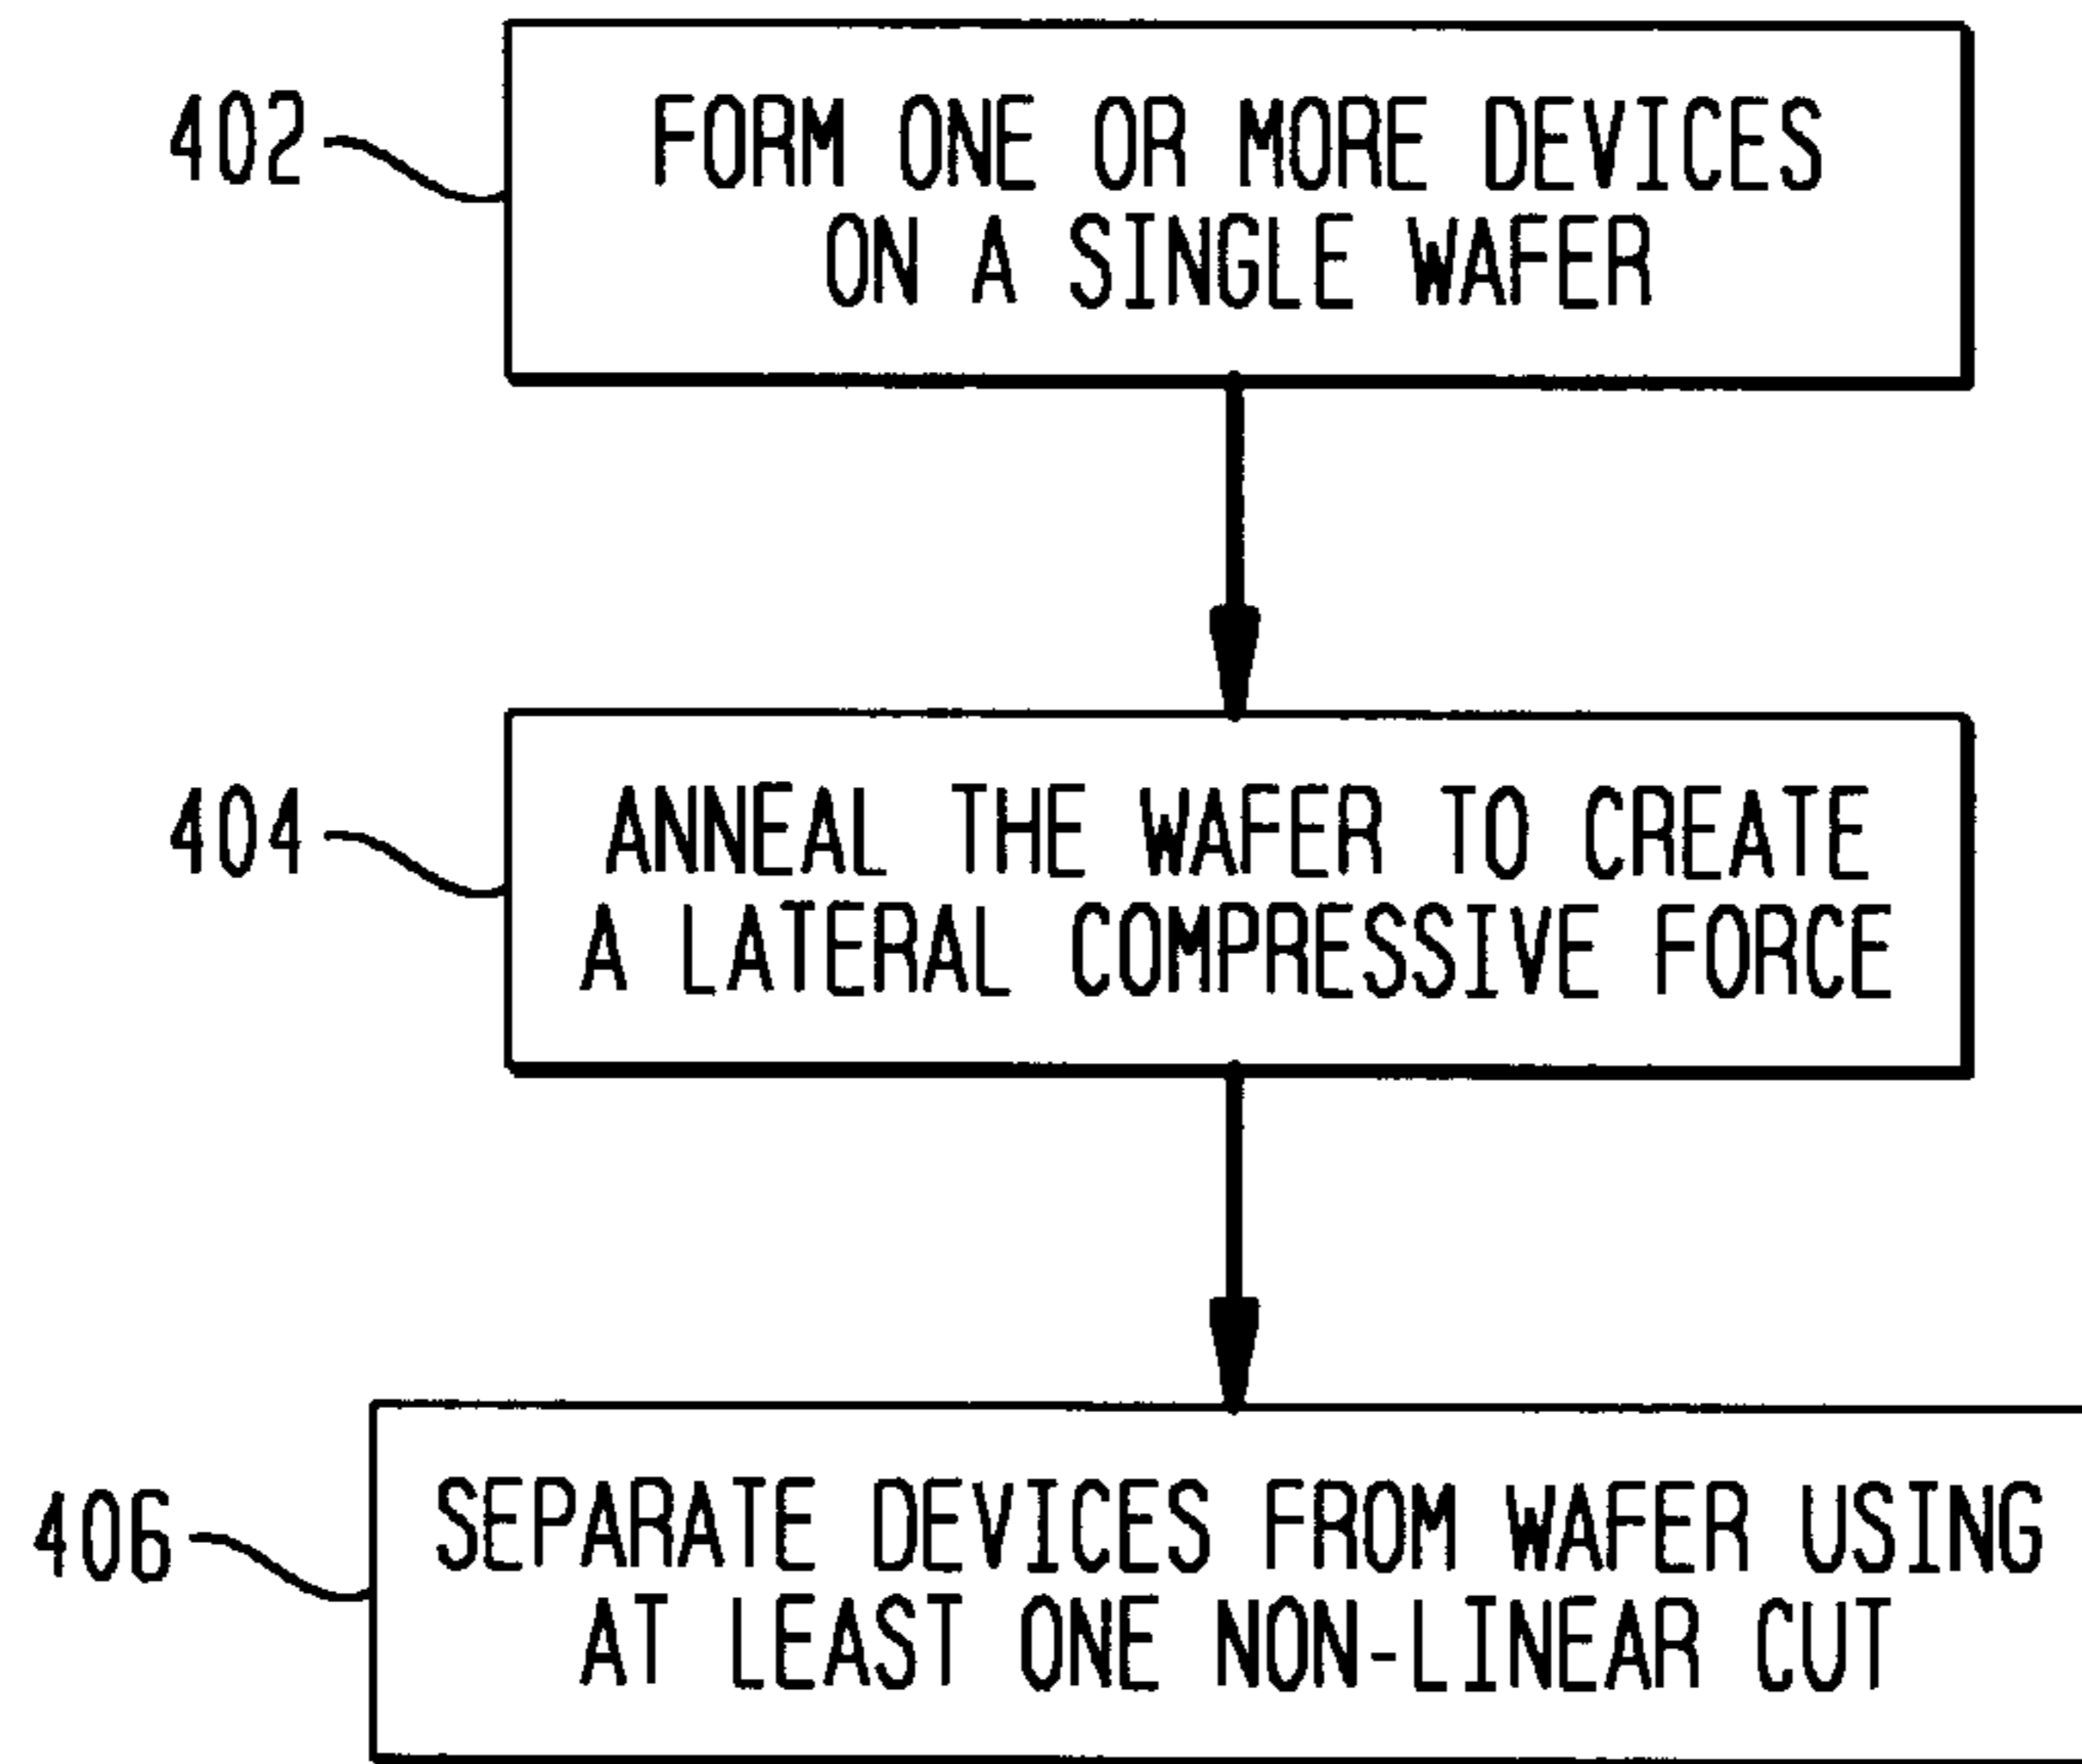 402
FORM ONE OR MORE DEVICES
ON A SINGLE WAFER
404
ANNEAL THE WAFER TO CREATE
A LATERAL COMPRESSIVE FORCE
406
SEPARATE DEVICES FROM WAFER USING
AT LEAST ONE NON-LINEAR CUT